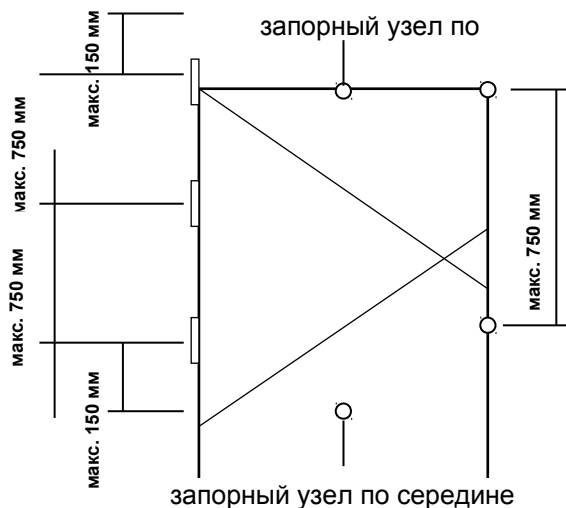 запорный узел по
макс. 150 мм
макс. 750 мм
макс. 750 мм
макс. 750 мм
макс. 150 мм
запорный узел по середине